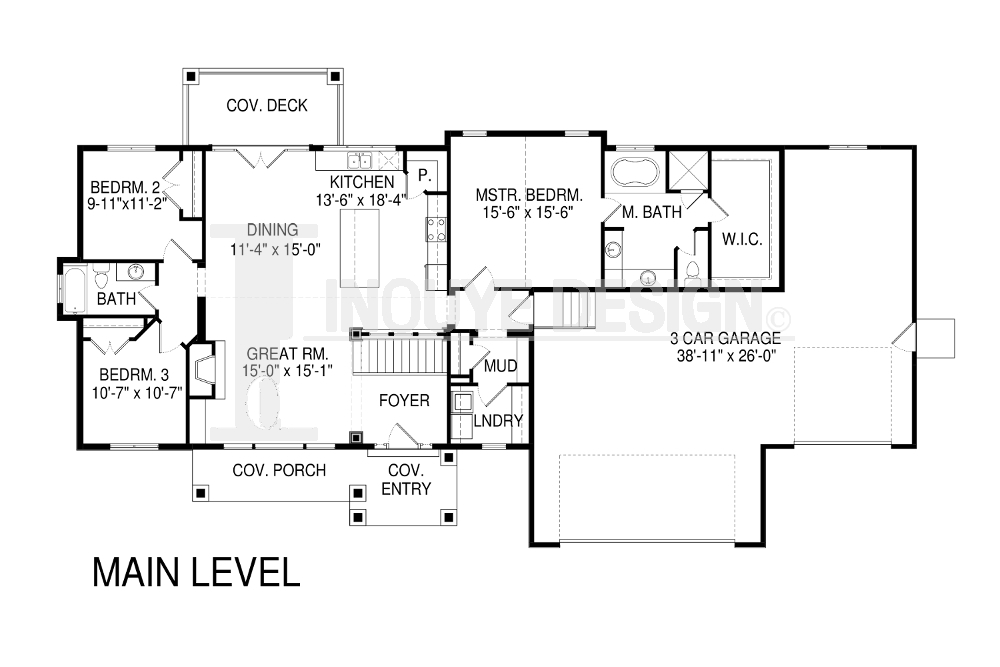 COV. DECK
BEDRM. 2
9-11"x11'-2"
KITCHEN
13'-6" x 18'-4"
P.
MSTR. BEDRM.
15'-6" x 15'-6"
M. BATH
W.I.C.
DINING
11'-4" x 15'-0"
BATH
INOUYE DESIGN©
3 CAR GARAGE
38'-11" x 26'-0"
GREAT RM.
15'-0" x 15'-1"
BEDRM. 3
10'-7" x 10'-7"
MUD
FOYER
LNDRY
COV. PORCH
COV.
ENTRY
MAIN LEVEL